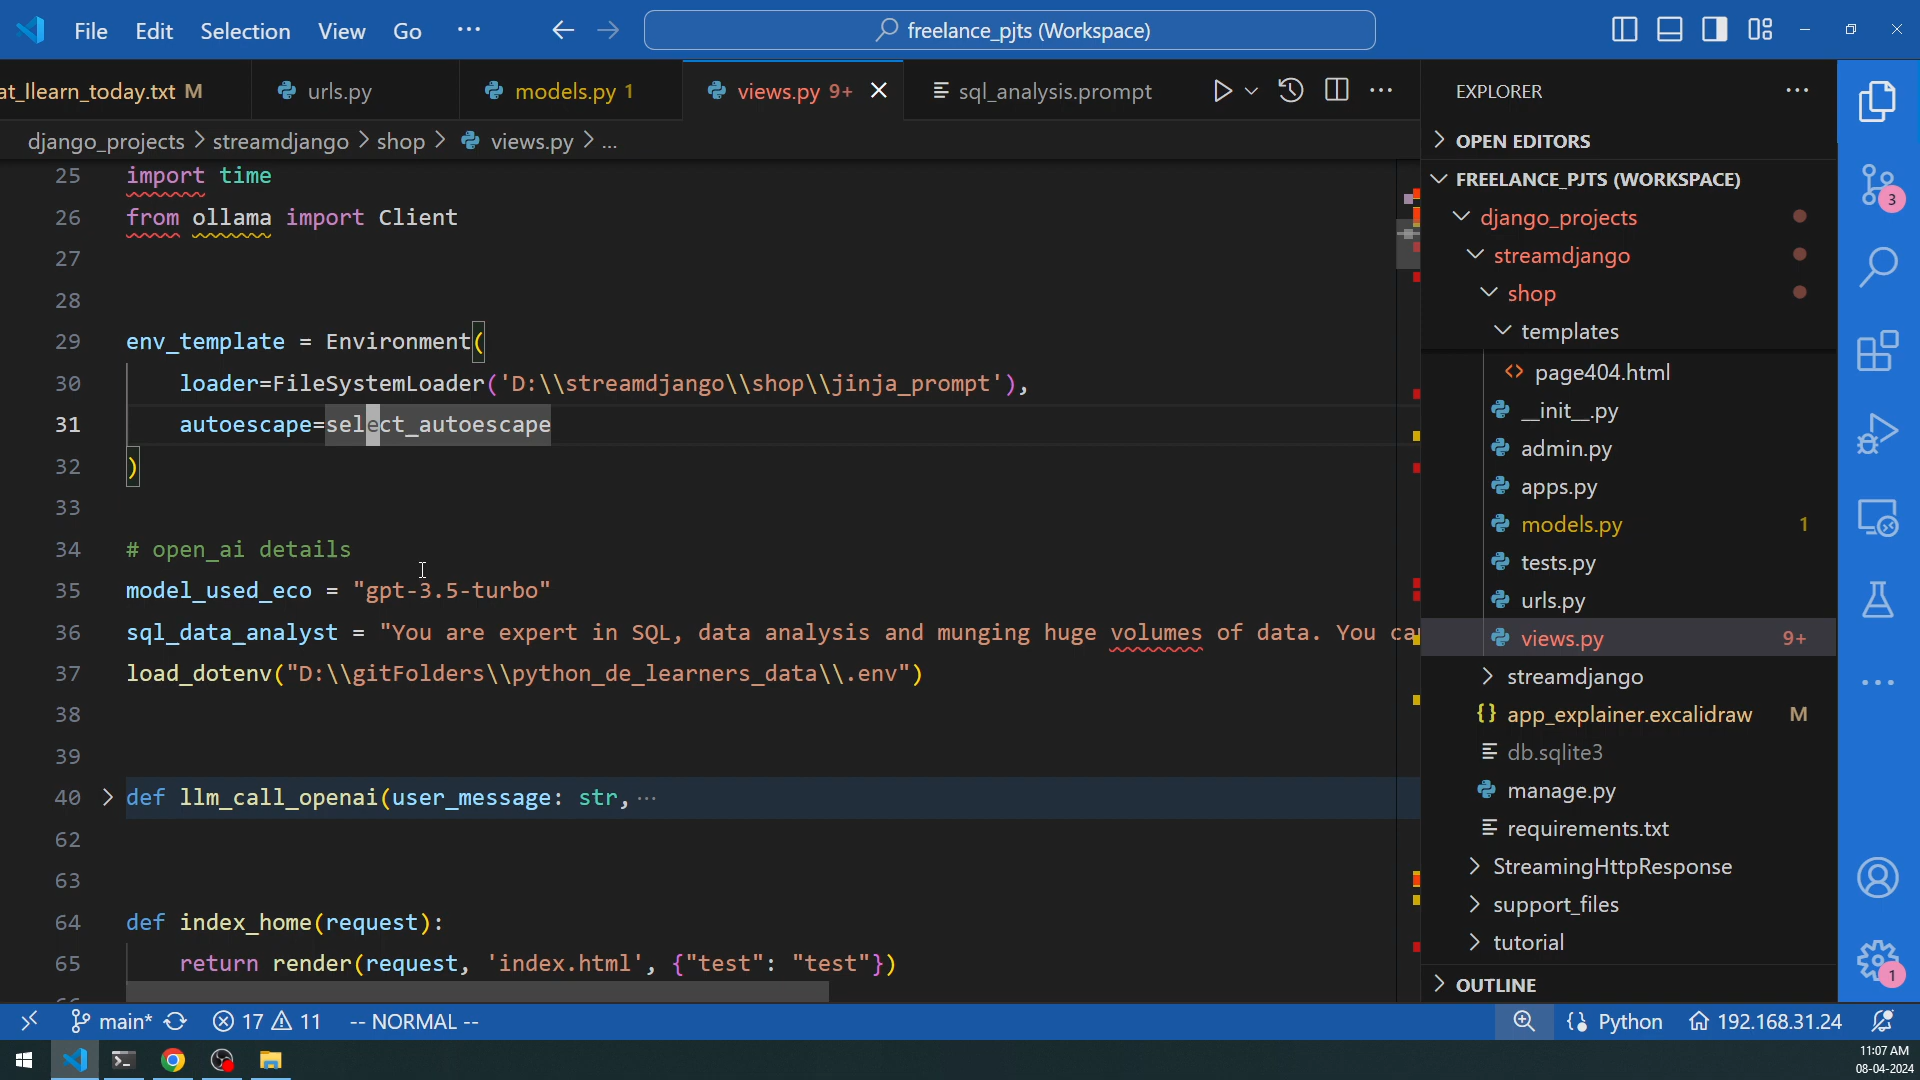 File Edit Selection View Go ···
freelance_pjts (Workspace)
at_llearn_today.txt M
urls.py
models.py 1
views.py 9+
sql_analysis.prompt
django_projects > streamdjango > shop > views.py > ...
25 import time
26 from ollama import Client
27
28
29 env_template = Environment(
30 loader=FileSystemLoader('D:\\streamdjango\\shop\\jinja_prompt'),
31 autoescape=select_autoescape
32 )
33
34 # open_ai details
35 model_used_eco = "gpt-3.5-turbo"
36 sql_data_analyst = "You are expert in SQL, data analysis and munging huge volumes of data. You ca
37 load_dotenv("D:\\gitFolders\\python_de_learners_data\\.env")
38
39
40 > def llm_call_openai(user_message: str, ···
62
63
64 def index_home(request):
65 return render(request, 'index.html', {"test": "test"})
EXPLORER
OPEN EDITORS
FREELANCE_PJTS (WORKSPACE)
django_projects
streamdjango
shop
templates
page404.html
__init__.py
admin.py
apps.py
models.py 1
tests.py
urls.py
views.py 9+
streamdjango
app_explainer.excalidraw M
db.sqlite3
manage.py
requirements.txt
StreamingHttpResponse
support_files
tutorial
OUTLINE
3
1
main* 17 11 -- NORMAL --
Python 192.168.31.24
11:07 AM
08-04-2024